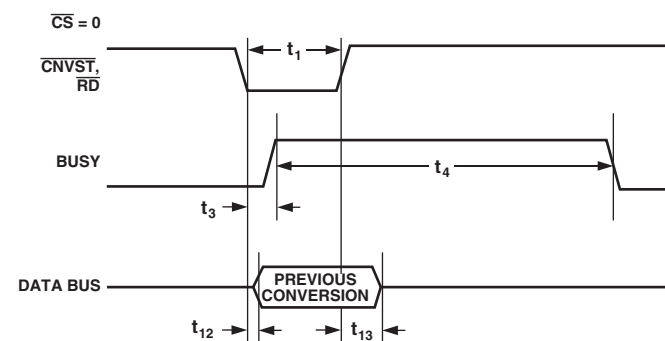 CS = 0
t1
CNVST,
RD
BUSY
t4
t3
DATA BUS
PREVIOUS
CONVERSION
t12
t13